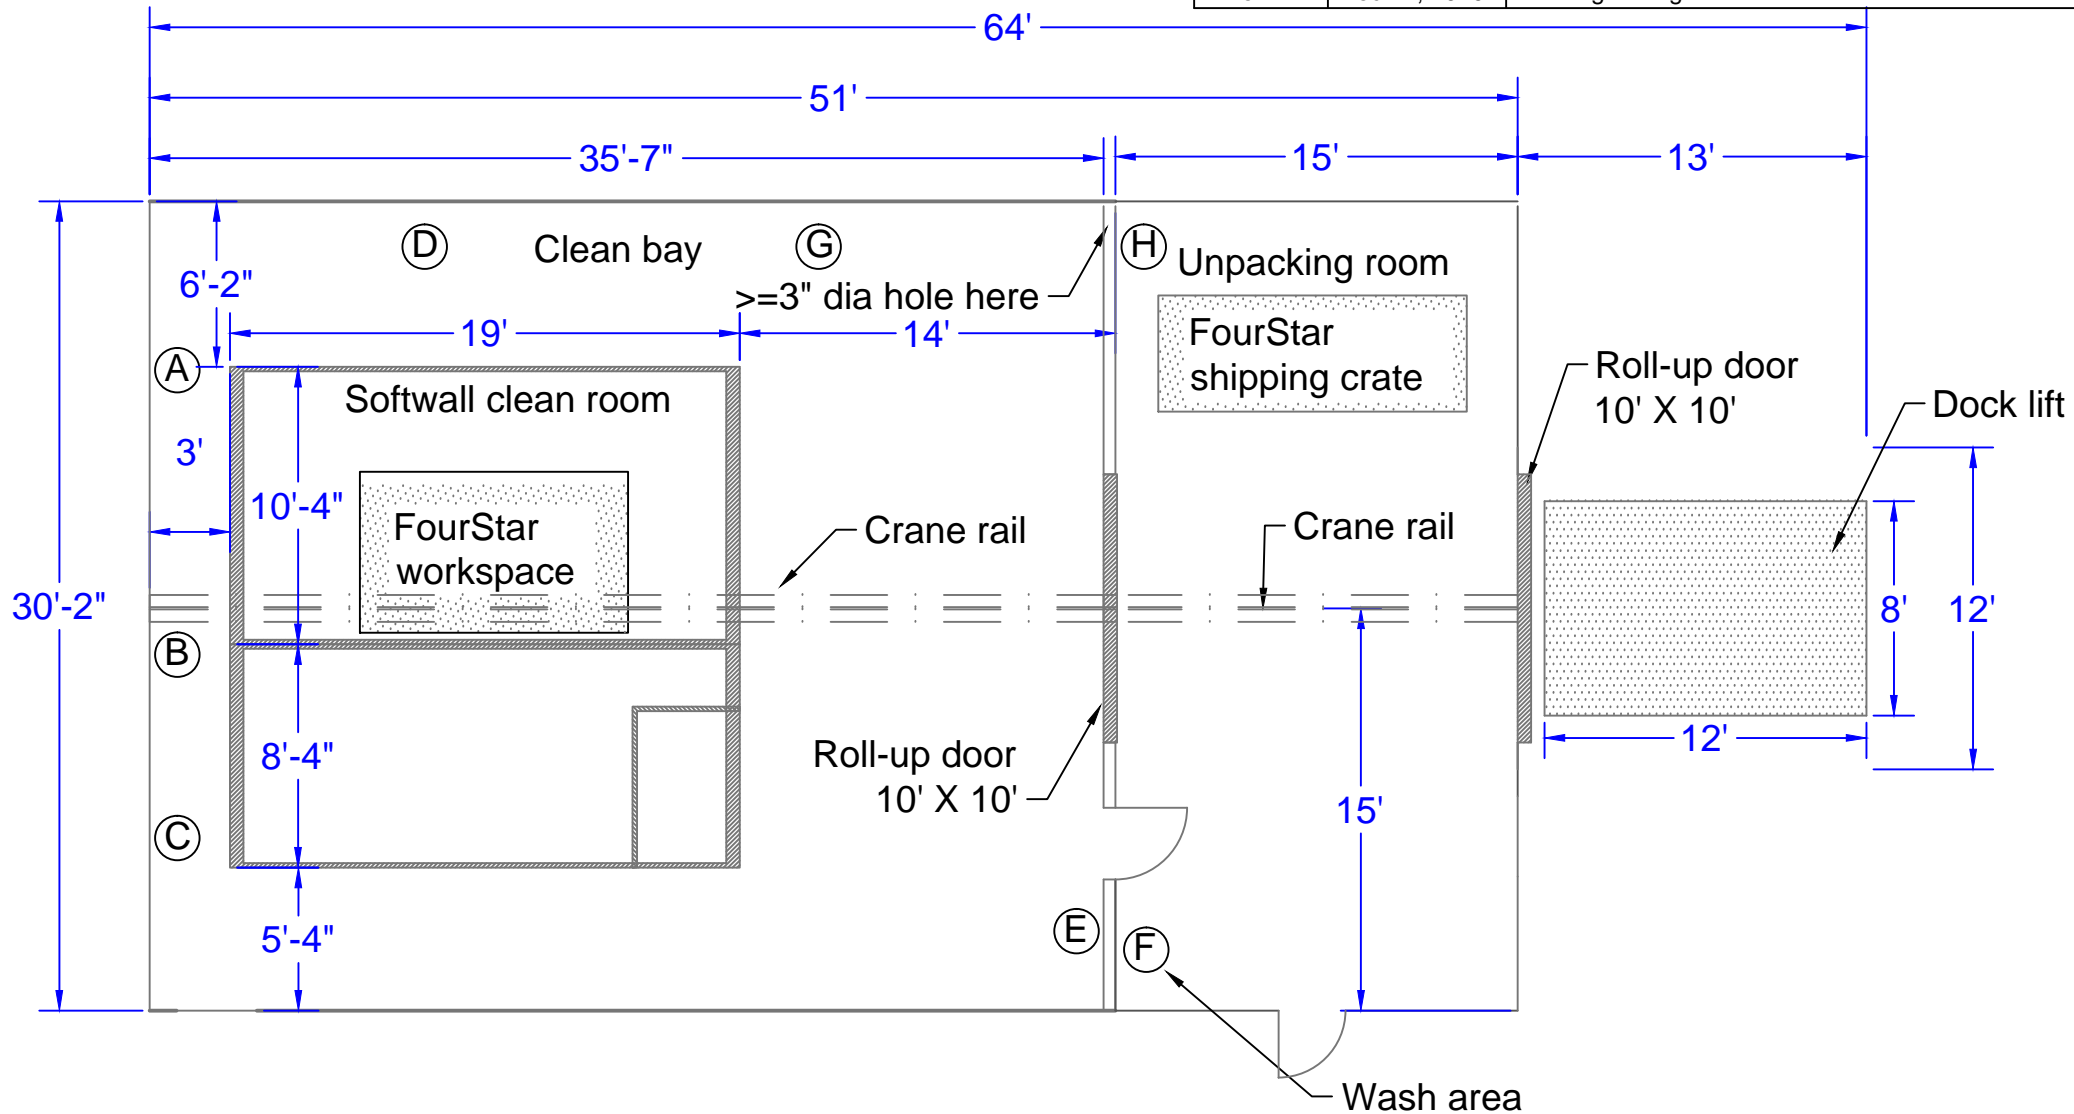 64'
51'
35'-7"
15'
13'
D
Clean bay
G
H
Unpacking room
6'-2"
>=3" dia hole here
19'
14'
FourStar
shipping crate
A
Softwall clean room
Roll-up door
10' X 10'
Dock lift
3'
10'-4"
FourStar
workspace
Crane rail
Crane rail
30'-2"
8'
12'
B
8'-4"
Roll-up door
10' X 10'
12'
15'
C
5'-4"
E
F
Wash area